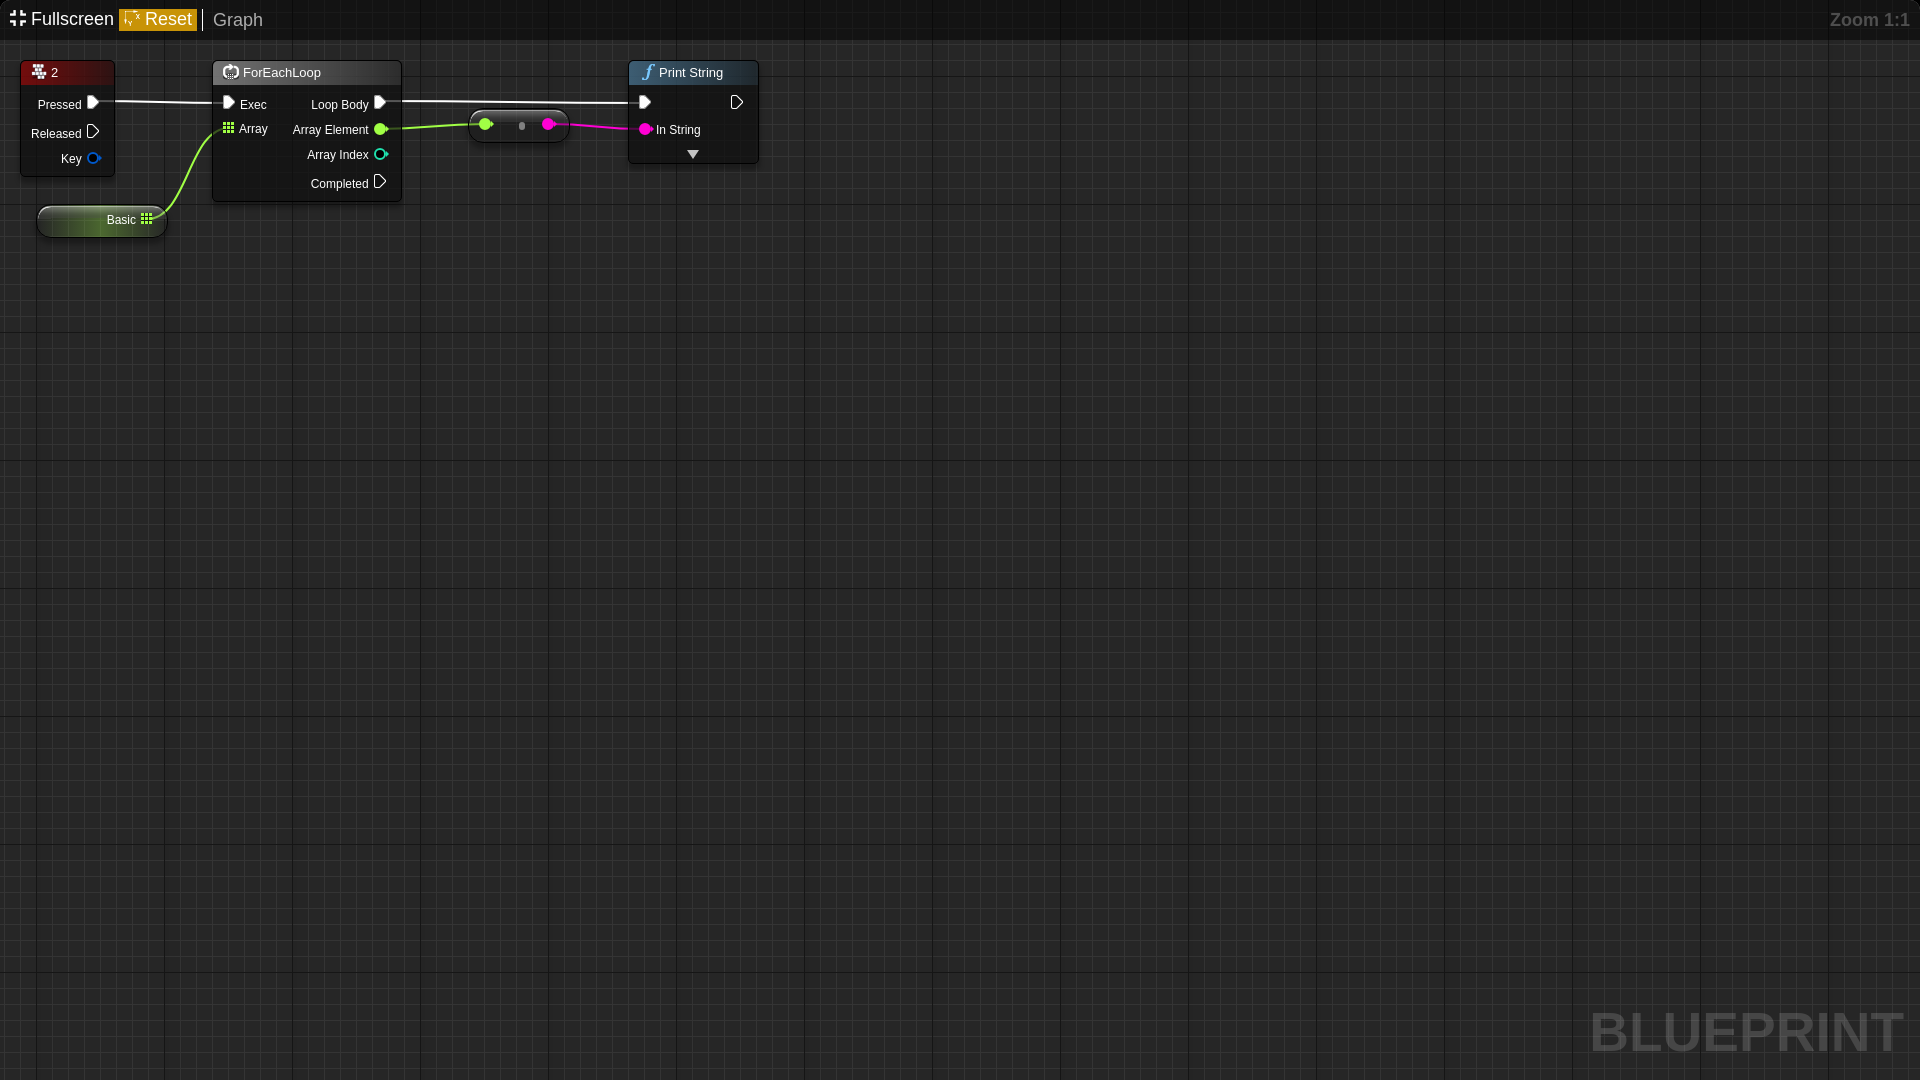 Fullscreen Reset Graph Zoom 1:1
2
Pressed
Released
Key
Basic
ForEachLoop
Exec Loop Body
Array Array Element
Array Index
Completed
Print String
In String
BLUEPRINT